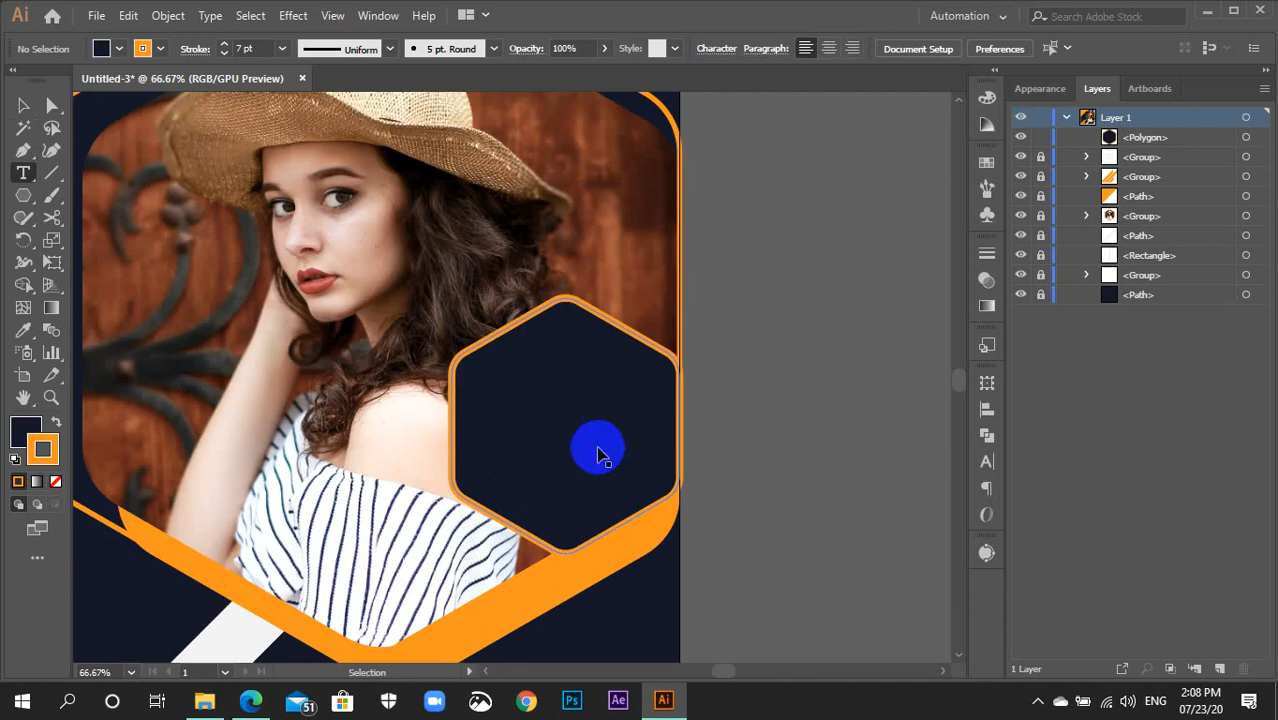 Ai File Edit Object Type Select Effect View Window Help Automation Search Adobe Stock
No Selection Stroke: 7 pt Uniform 5 pt. Round Opacity: 100% Style: Character Paragraph: Document Setup Preferences
Untitled-3* @ 66.67% (RGB/GPU Preview)
Appearance Layers Artboards
Layer 1
<Polygon>
<Group>
<Group>
<Path>
<Group>
<Path>
<Rectangle>
<Group>
<Path>
66.67% 1 Selection 1 Layer
51 Ps Ae Ai ENG 2:08 PM
07/23/20